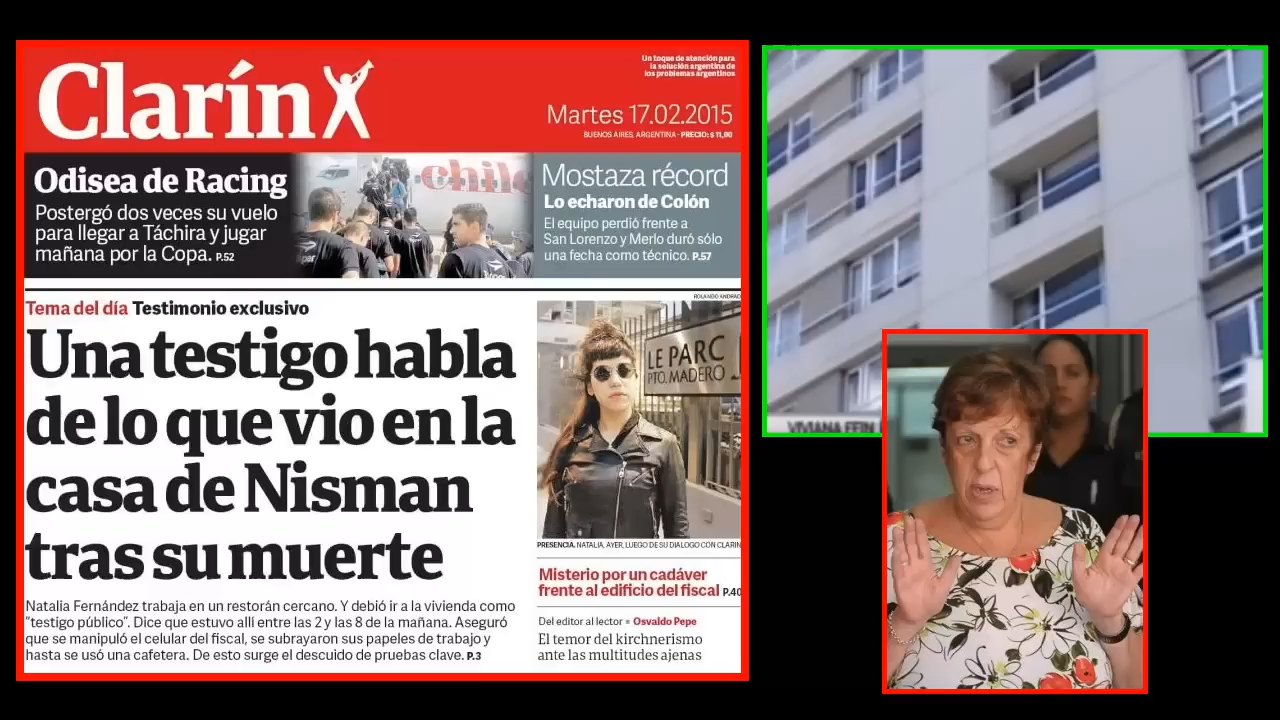 Clarín
Un toque de atención para
la solución argentina de
los problemas argentinos
Martes 17.02.2015
BUENOS AIRES, ARGENTINA - PRECIO: $ 11,00
Odisea de Racing
Postergó dos veces su vuelo
para llegar a Táchira y jugar
mañana por la Copa. P.52
chile
Mostaza récord
Lo echaron de Colón
El equipo perdió frente a
San Lorenzo y Merlo duró sólo
una fecha como técnico. P.57
Tema del día Testimonio exclusivo
Una testigo habla
de lo que vio en la
casa de Nisman
tras su muerte
Natalia Fernández trabaja en un restorán cercano. Y debió ir a la vivienda como
"testigo público". Dice que estuvo allí entre las 2 y las 8 de la mañana. Aseguró
que se manipuló el celular del fiscal, se subrayaron sus papeles de trabajo y
hasta se usó una cafetera. De esto surge el descuido de pruebas clave. P.3
ROLANDO ANDRAD
LE PARC
PTO. MADERO
PRESENCIA. NATALIA, AYER, LUEGO DE SU DIALOGO CON CLARIN
Misterio por un cadáver
frente al edificio del fiscal P.40
Del editor al lector Osvaldo Pepe
El temor del kirchnerismo
ante las multitudes ajenas
VIVIANA FEIN